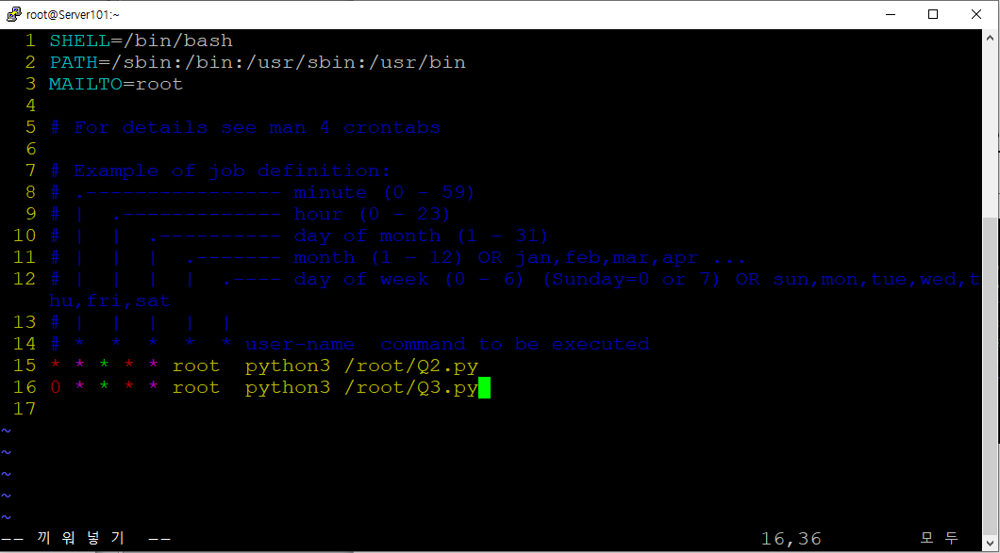 root@Server101:~
1 SHELL=/bin/bash
2 PATH=/sbin:/bin:/usr/sbin:/usr/bin
3 MAILTO=root
4
5 # For details see man 4 crontabs
6
7 # Example of job definition:
8 # .---------------- minute (0 - 59)
9 # |  .------------- hour (0 - 23)
10 # |  |  .---------- day of month (1 - 31)
11 # |  |  |  .------- month (1 - 12) OR jan,feb,mar,apr ...
12 # |  |  |  |  .---- day of week (0 - 6) (Sunday=0 or 7) OR sun,mon,tue,wed,t
hu,fri,sat
13 # |  |  |  |  |
14 # *  *  *  *  * user-name  command to be executed
15 * * * * * root  python3 /root/Q2.py
16 0 * * * * root  python3 /root/Q3.py
17
~
~
~
~
~
-- 끼워넣기 -- 16,36 모두